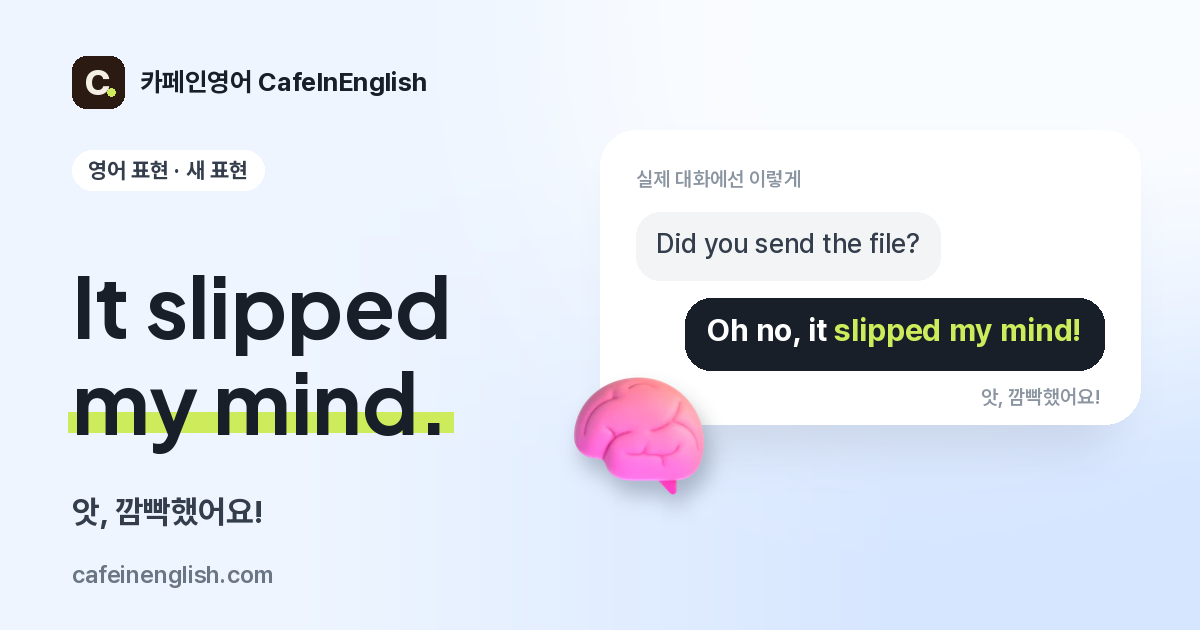 C
카페인영어 CafeInEnglish
영어 표현 · 새 표현
It slipped
my mind.
앗, 깜빡했어요!
cafeinenglish.com
실제 대화에선 이렇게
Did you send the file?
Oh no, it slipped my mind!
앗, 깜빡했어요!